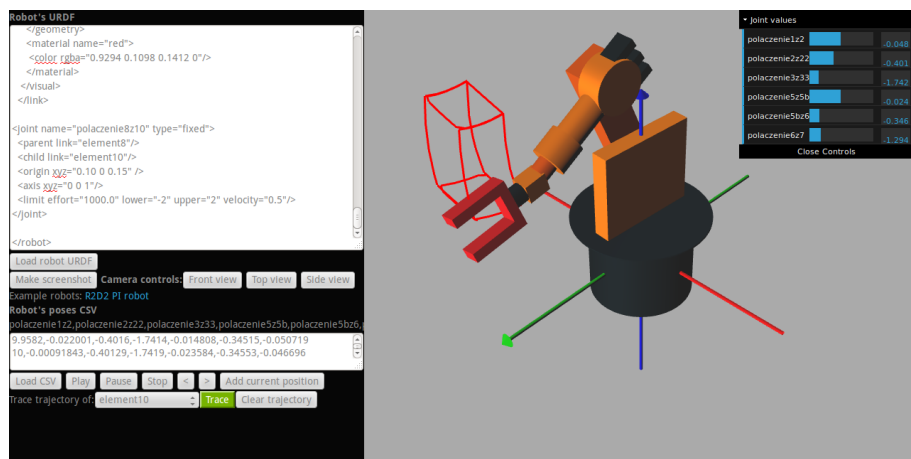 Robot's URDF
</geometry>
<material name="red">
<color rgba="0.9294 0.1098 0.1412 0"/>
</material>
</visual>
</link>
<joint name="polaczenie8z10" type="fixed">
<parent link="element8"/>
<child link="element10"/>
<origin xyz="0.10 0 0.15" />
<axis xyz="0 0 1"/>
<limit effort="1000.0" lower="-2" upper="2" velocity="0.5"/>
</joint>
</robot>
Load robot URDF
Make screenshot Camera controls: Front view Top view Side view
Example robots: R2D2 PI robot
Robot's poses CSV
polaczenie1z2,polaczenie2z22,polaczenie3z33,polaczenie5z5b,polaczenie5bz6,
9.9582,-0.022001,-0.4016,-1.7414,-0.014808,-0.34515,-0.050719
10,-0.00091843,-0.40129,-1.7419,-0.023584,-0.34553,-0.046696
Load CSV Play Pause Stop < > Add current position
Trace trajectory of: element10 Trace Clear trajectory
Joint values
polaczenie1z2 -0.048
polaczenie2z22 -0.401
polaczenie3z33 -1.742
polaczenie5z5b -0.024
polaczenie5bz6 -0.346
polaczenie6z7 -1.294
Close Controls